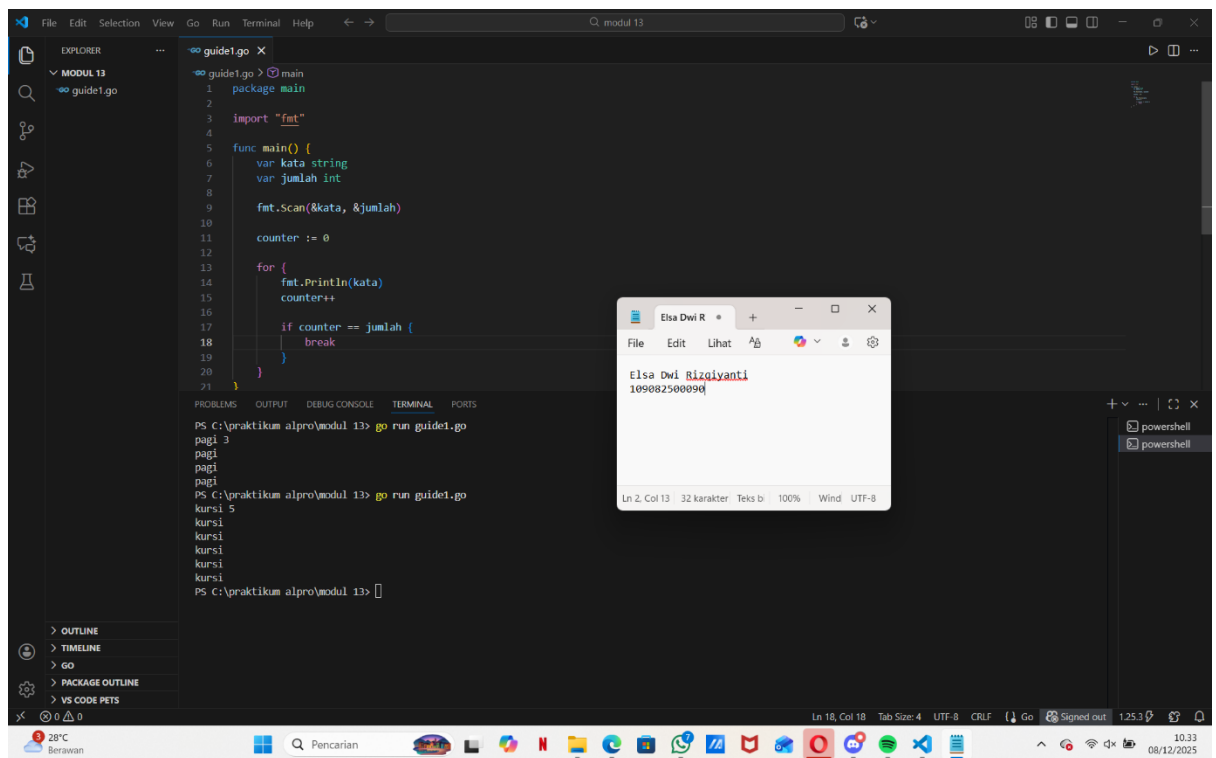 File Edit Selection View Go Run Terminal Help
modul 13
EXPLORER
MODUL 13
guide1.go
guide1.go
guide1.go > main
1 package main
2
3 import "fmt"
4
5 func main() {
6 var kata string
7 var jumlah int
8
9 fmt.Scan(&kata, &jumlah)
10
11 counter := 0
12
13 for {
14 fmt.Println(kata)
15 counter++
16
17 if counter == jumlah {
18 break
19 }
20 }
21 }
Elsa Dwi R
File Edit Lihat
Elsa Dwi Rizqiyanti
109082500090
Ln 2, Col 13 32 karakter Teks bi 100% Wind UTF-8
PROBLEMS OUTPUT DEBUG CONSOLE TERMINAL PORTS
PS C:\praktikum alpro\modul 13> go run guide1.go
pagi 3
pagi
pagi
pagi
PS C:\praktikum alpro\modul 13> go run guide1.go
kursi 5
kursi
kursi
kursi
kursi
kursi
PS C:\praktikum alpro\modul 13>
powershell
powershell
OUTLINE
TIMELINE
GO
PACKAGE OUTLINE
VS CODE PETS
0 0
Ln 18, Col 18 Tab Size: 4 UTF-8 CRLF {} Go Signed out 1.25.3
3
28°C
Berawan
Pencarian
10.33
08/12/2025